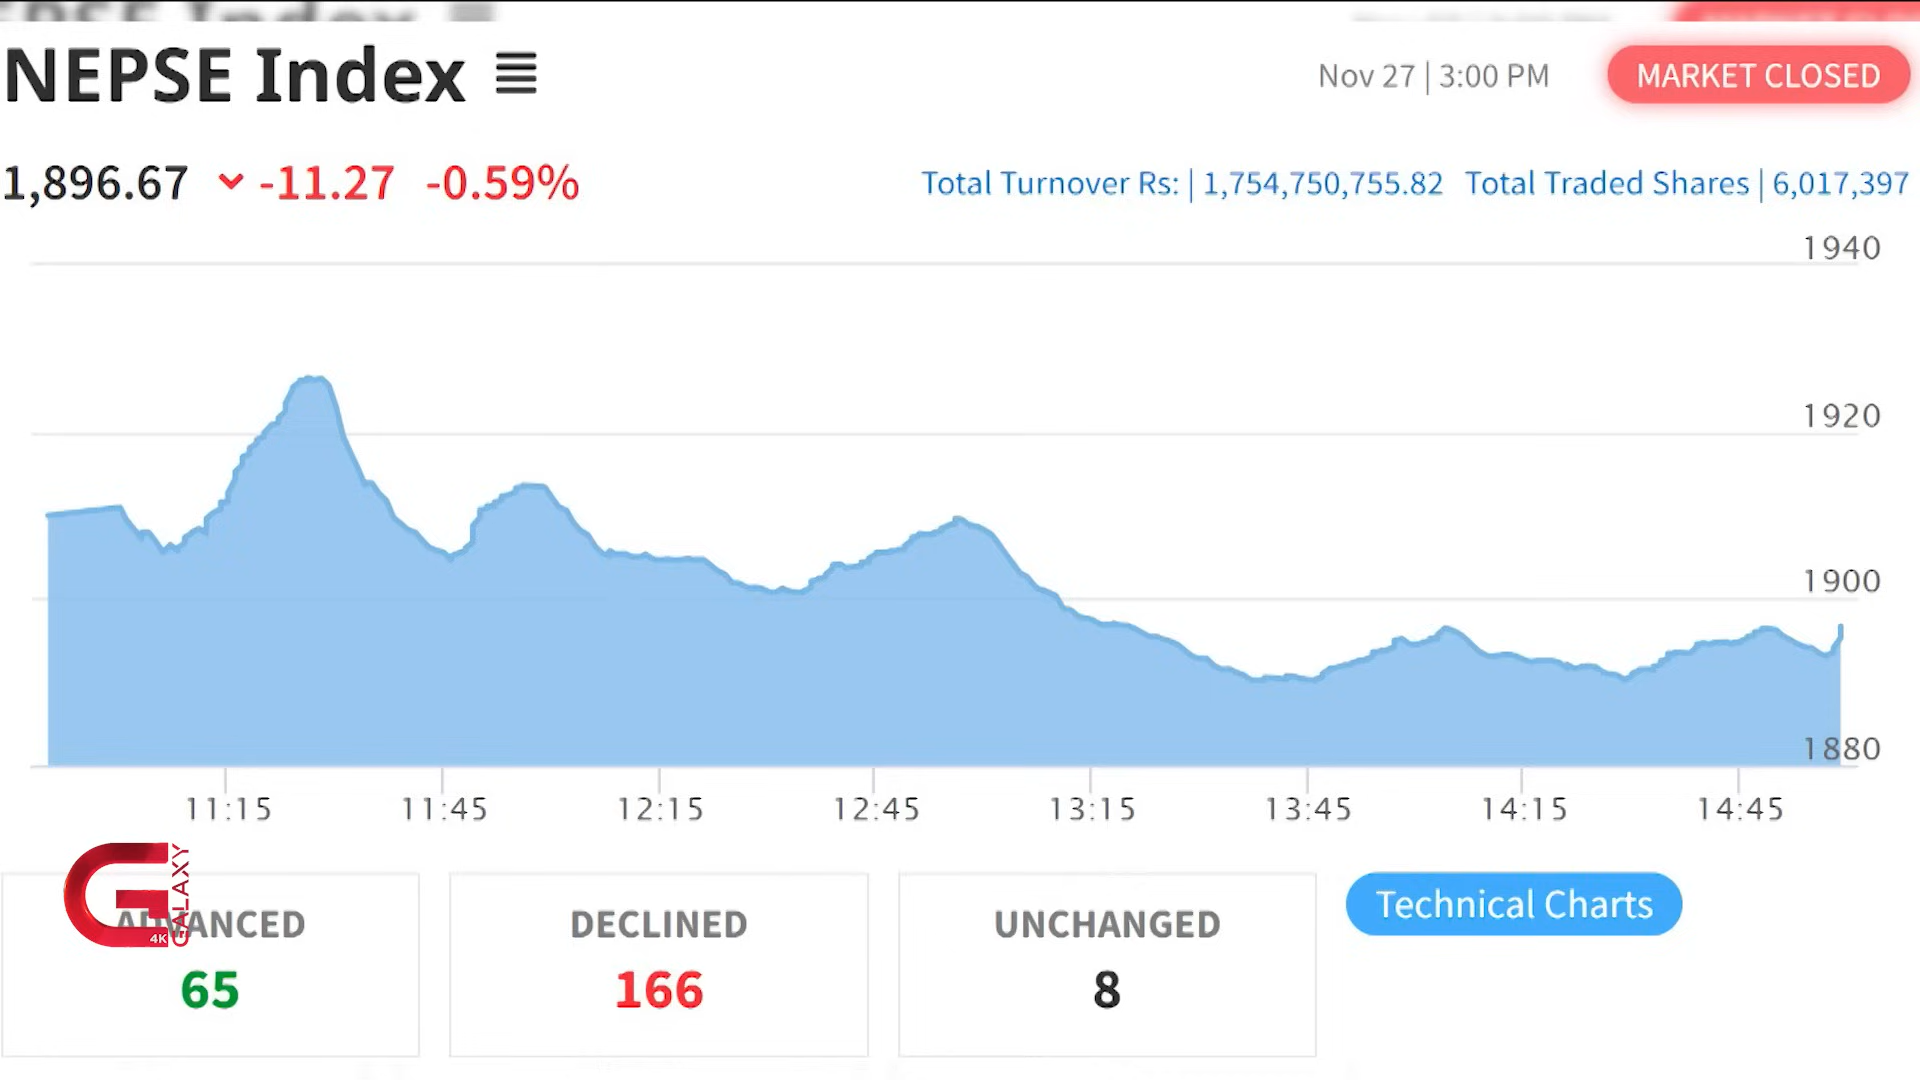 NEPSE Index
Nov 27 | 3:00 PM
MARKET CLOSED
1,896.67 -11.27 -0.59%
Total Turnover Rs: | 1,754,750,755.82 Total Traded Shares | 6,017,397
1940
1920
1900
1880
11:15 11:45 12:15 12:45 13:15 13:45 14:15 14:45
GALAXY
4K
ADVANCED
65
DECLINED
166
UNCHANGED
8
Technical Charts